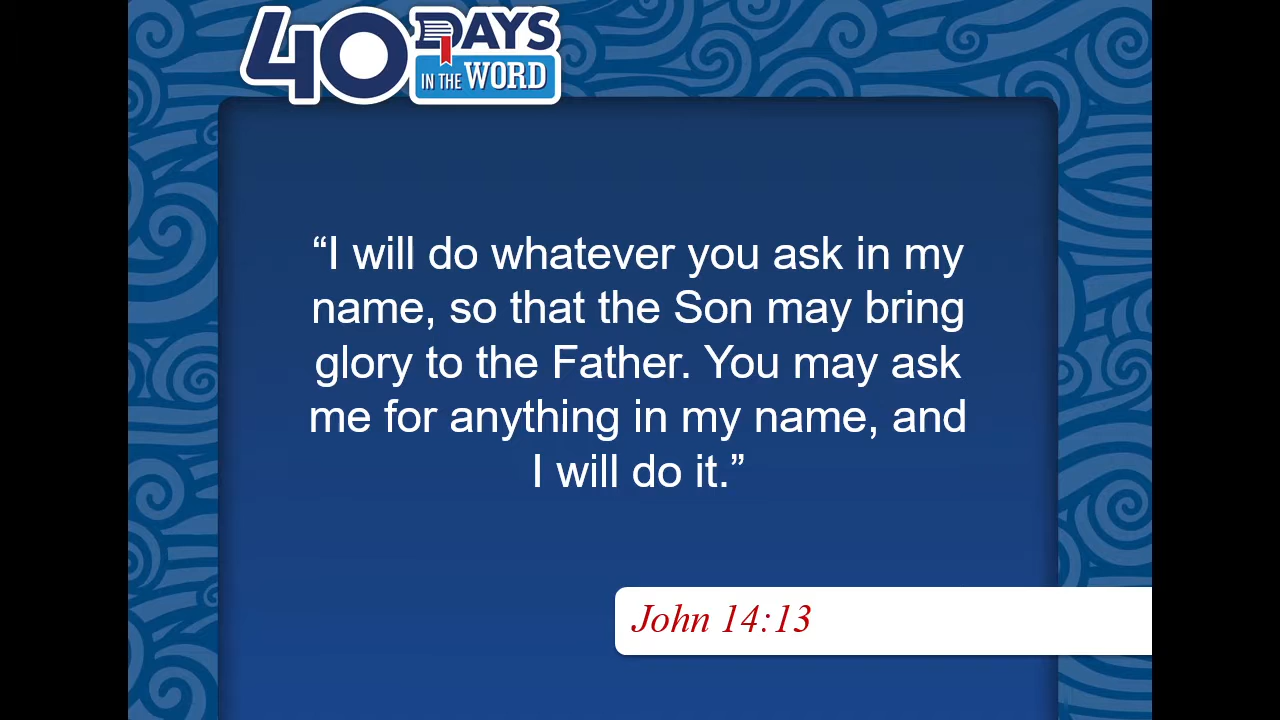 40 DAYS
IN THE WORD
“I will do whatever you ask in my
name, so that the Son may bring
glory to the Father. You may ask
me for anything in my name, and
I will do it.”
John 14:13